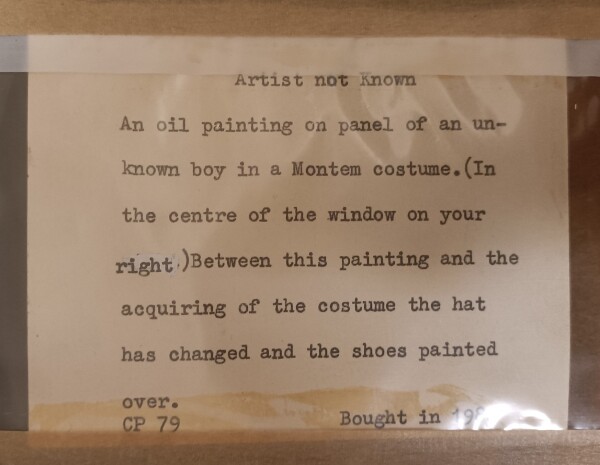 Artist not Known
An oil painting on panel of an un-
known boy in a Montem costume.(In
the centre of the window on your
right.)Between this painting and the
acquiring of the costume the hat
has changed and the shoes painted
over.
CP 79 Bought in